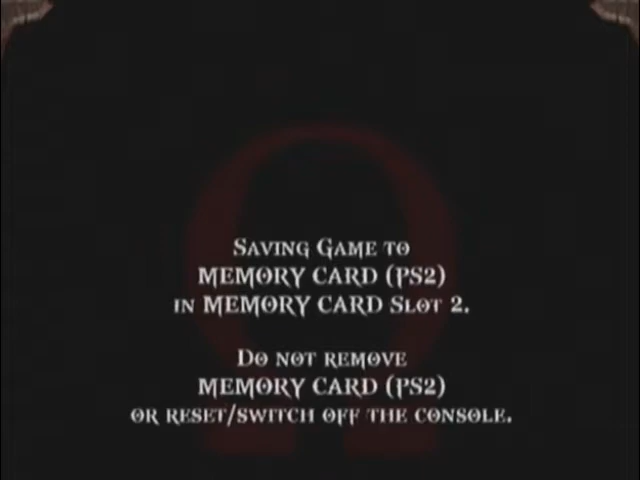 Saving Game to
MEMORY CARD (PS2)
in MEMORY CARD Slot 2.
Do not remove
MEMORY CARD (PS2)
or reset/switch off the console.